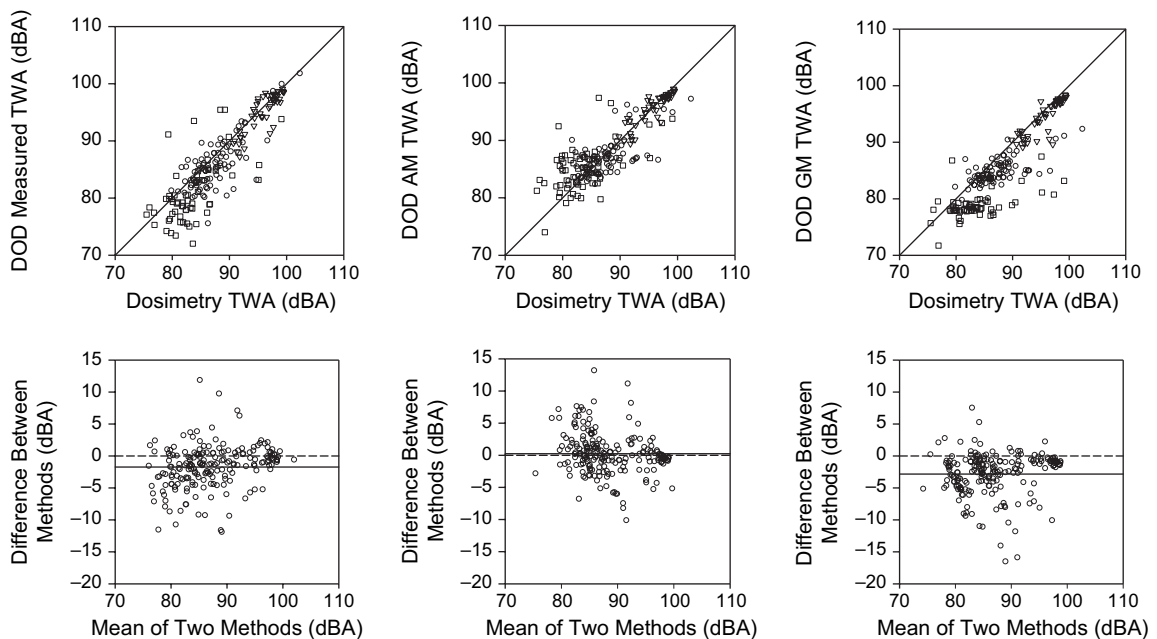 DOD Measured TWA (dBA)
110
100
90
80
70
70 80 90 100 110
Dosimetry TWA (dBA)
DOD AM TWA (dBA)
110
100
90
80
70
70 80 90 100 110
Dosimetry TWA (dBA)
DOD GM TWA (dBA)
110
100
90
80
70
70 80 90 100 110
Dosimetry TWA (dBA)
Difference Between
Methods (dBA)
15
10
5
0
–5
–10
–15
–20
70 80 90 100 110
Mean of Two Methods (dBA)
Difference Between
Methods (dBA)
15
10
5
0
–5
–10
–15
–20
70 80 90 100 110
Mean of Two Methods (dBA)
Difference Between
Methods (dBA)
15
10
5
0
–5
–10
–15
–20
70 80 90 100 110
Mean of Two Methods (dBA)